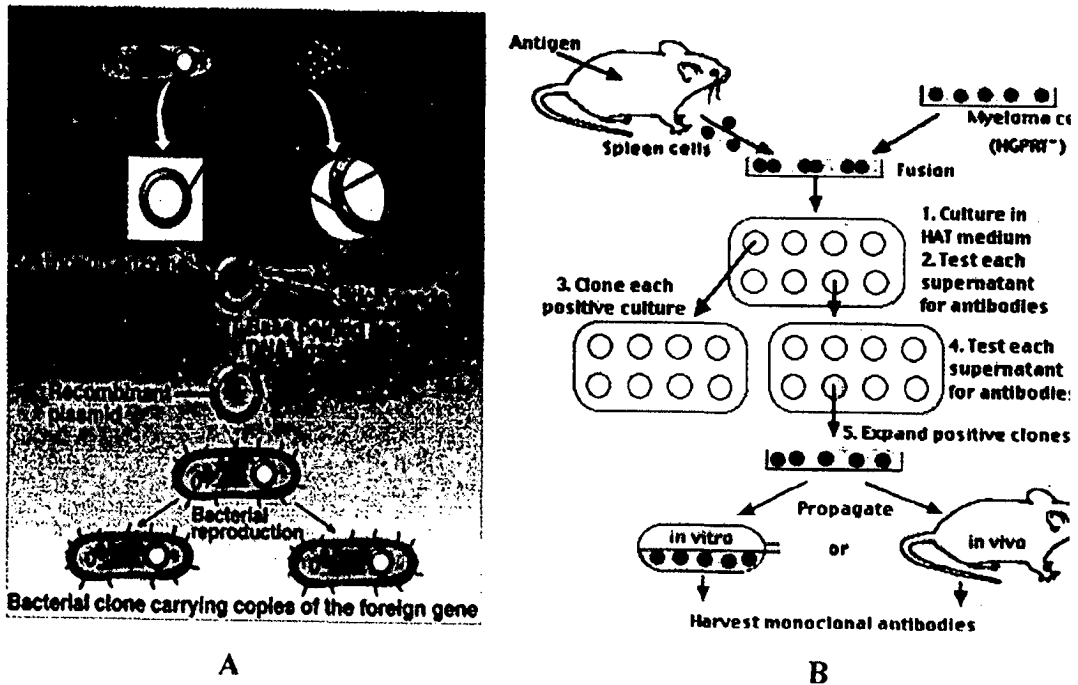 Recombinant
plasmid
Bacterial
reproduction
Bacterial clone carrying copies of the foreign gene
A
Antigen
Spleen cells
Myeloma ce
(HGPRT⁻)
Fusion
1. Culture in
HAT medium
2. Test each
supernatant
for antibodies
3. Clone each
positive culture
4. Test each
supernatant
for antibodies
5. Expand positive clones
Propagate
in vitro
or
in vivo
Harvest monoclonal antibodies
B